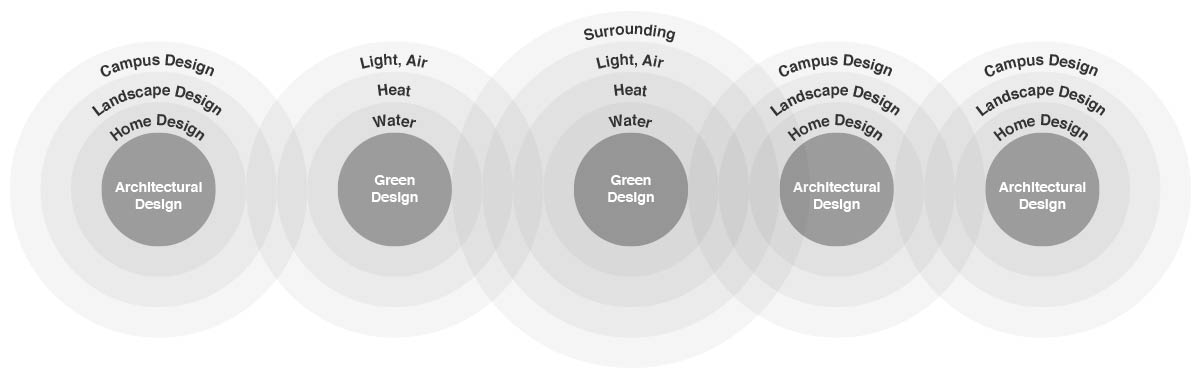 Campus Design
Landscape Design
Home Design
Architectural
Design
Light, Air
Heat
Water
Green
Design
Surrounding
Light, Air
Heat
Water
Green
Design
Campus Design
Landscape Design
Home Design
Architectural
Design
Campus Design
Landscape Design
Home Design
Architectural
Design